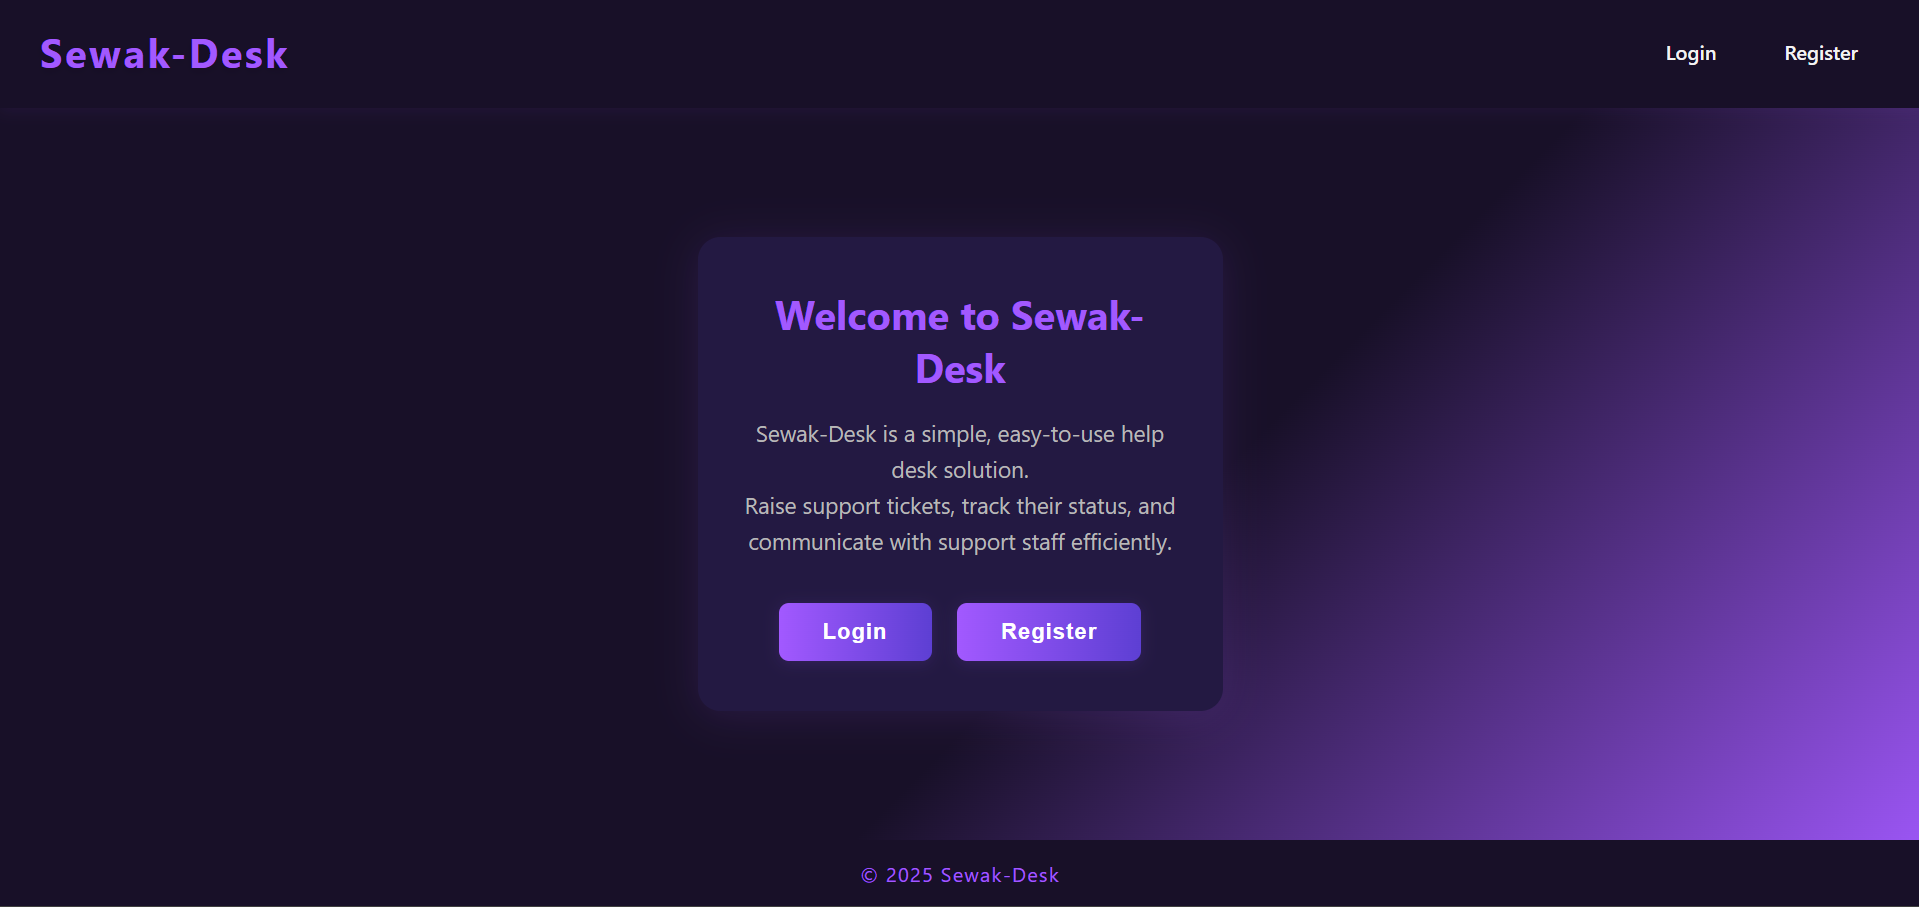 Sewak-Desk
Login
Register
Welcome to Sewak-
Desk
Sewak-Desk is a simple, easy-to-use help
desk solution.
Raise support tickets, track their status, and
communicate with support staff efficiently.
Login
Register
© 2025 Sewak-Desk